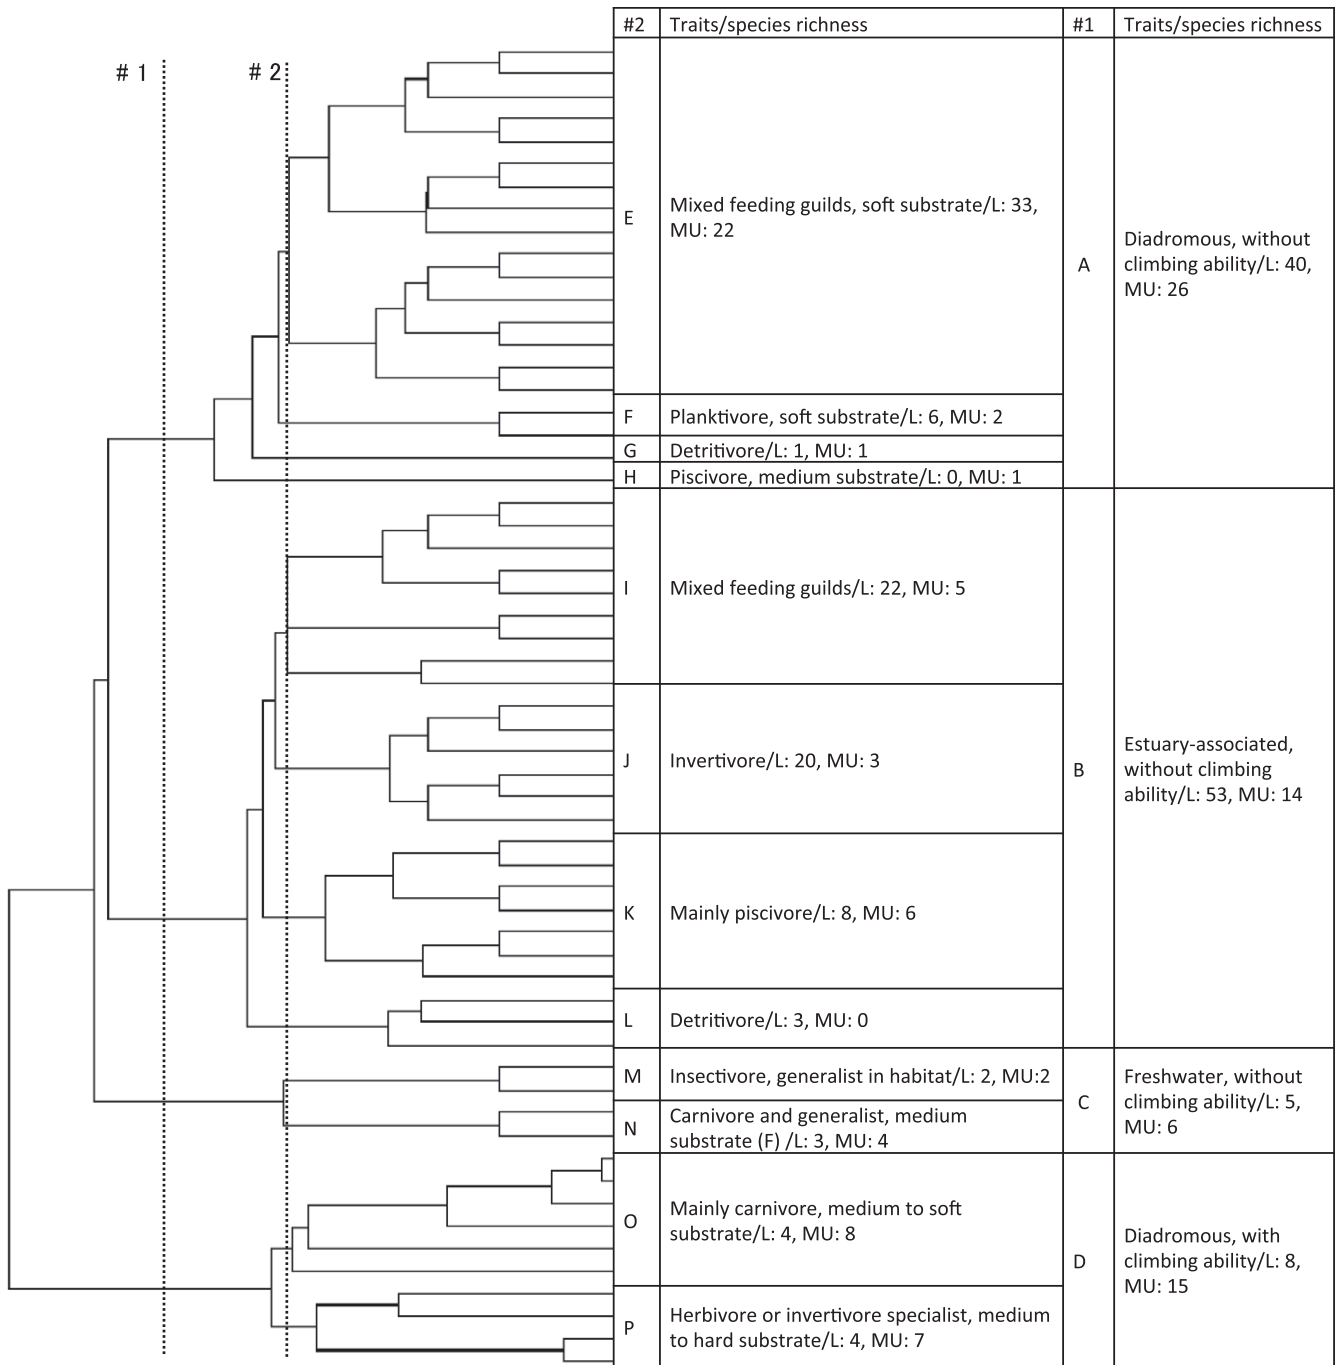 #2 Traits/species richness #1 Traits/species richness
# 1
# 2
E
Mixed feeding guilds, soft substrate/L: 33,
MU: 22
A
Diadromous, without
climbing ability/L: 40,
MU: 26
F Planktivore, soft substrate/L: 6, MU: 2
G Detritivore/L: 1, MU: 1
H Piscivore, medium substrate/L: 0, MU: 1
I Mixed feeding guilds/L: 22, MU: 5
J Invertivore/L: 20, MU: 3
B
Estuary-associated,
without climbing
ability/L: 53, MU: 14
K Mainly piscivore/L: 8, MU: 6
L Detritivore/L: 3, MU: 0
M Insectivore, generalist in habitat/L: 2, MU:2
C
Freshwater, without
climbing ability/L: 5,
MU: 6
N
Carnivore and generalist, medium
substrate (F) /L: 3, MU: 4
O
Mainly carnivore, medium to soft
substrate/L: 4, MU: 8
D
Diadromous, with
climbing ability/L: 8,
MU: 15
P
Herbivore or invertivore specialist, medium
to hard substrate/L: 4, MU: 7